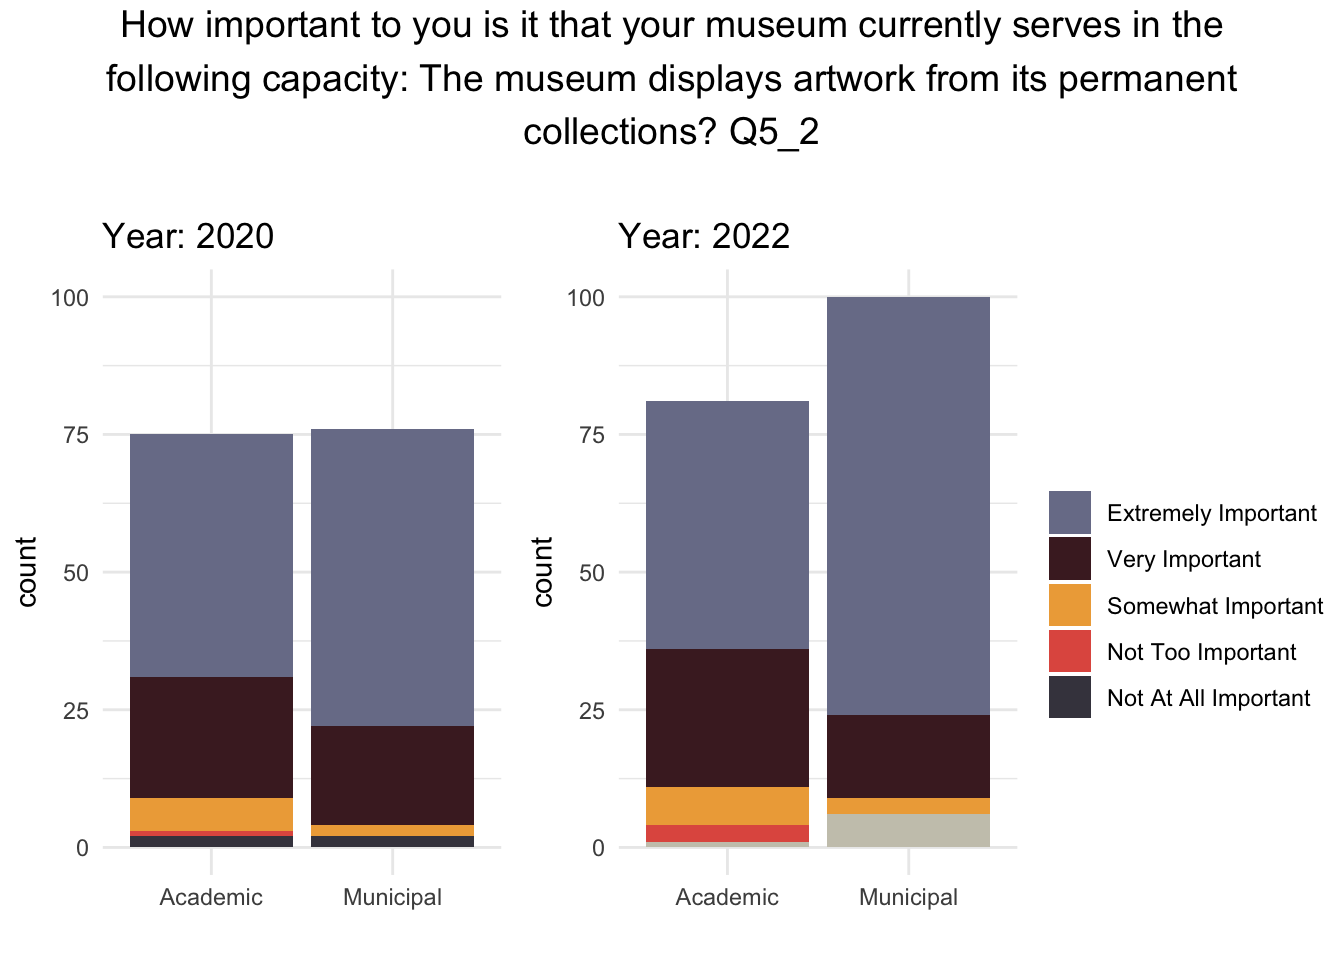 How important to you is it that your museum currently serves in the
following capacity: The museum displays artwork from its permanent
collections? Q5_2
Year: 2020
100
75
50
25
0
count
Academic
Municipal
Year: 2022
100
75
50
25
0
count
Academic
Municipal
Extremely Important
Very Important
Somewhat Important
Not Too Important
Not At All Important